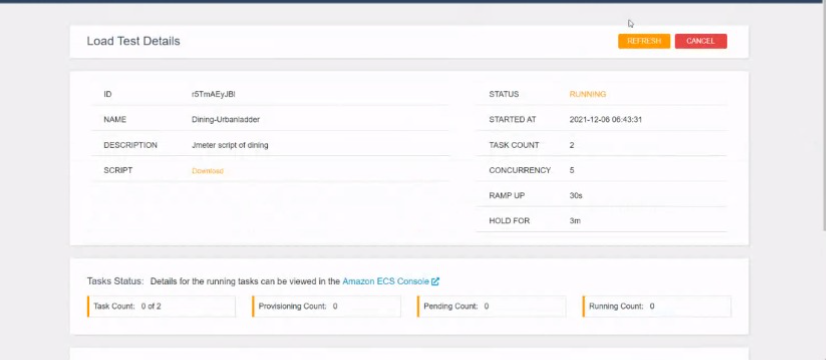 Load Test Details
REFRESH
CANCEL
ID r5TmAEyJBl
NAME Dining-Urbanladder
DESCRIPTION Jmeter script of dining
SCRIPT Download
STATUS RUNNING
STARTED AT 2021-12-06 06:43:31
TASK COUNT 2
CONCURRENCY 5
RAMP UP 30s
HOLD FOR 3m
Tasks Status: Details for the running tasks can be viewed in the Amazon ECS Console
Task Count: 0 of 2
Provisioning Count: 0
Pending Count: 0
Running Count: 0